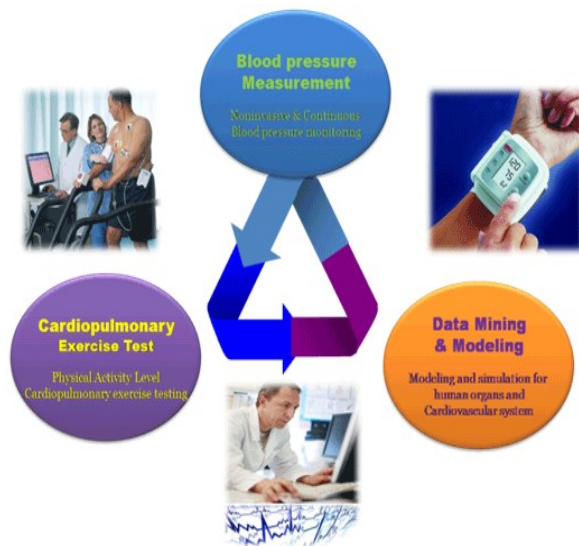 Blood pressure
Measurement
Noninvasive & Continuous
Blood pressure monitoring
Cardiopulmonary
Exercise Test
Physical Activity Level
Cardiopulmonary exercise testing
Data Mining
& Modeling
Modeling and simulation for
human organs and
Cardiovascular system